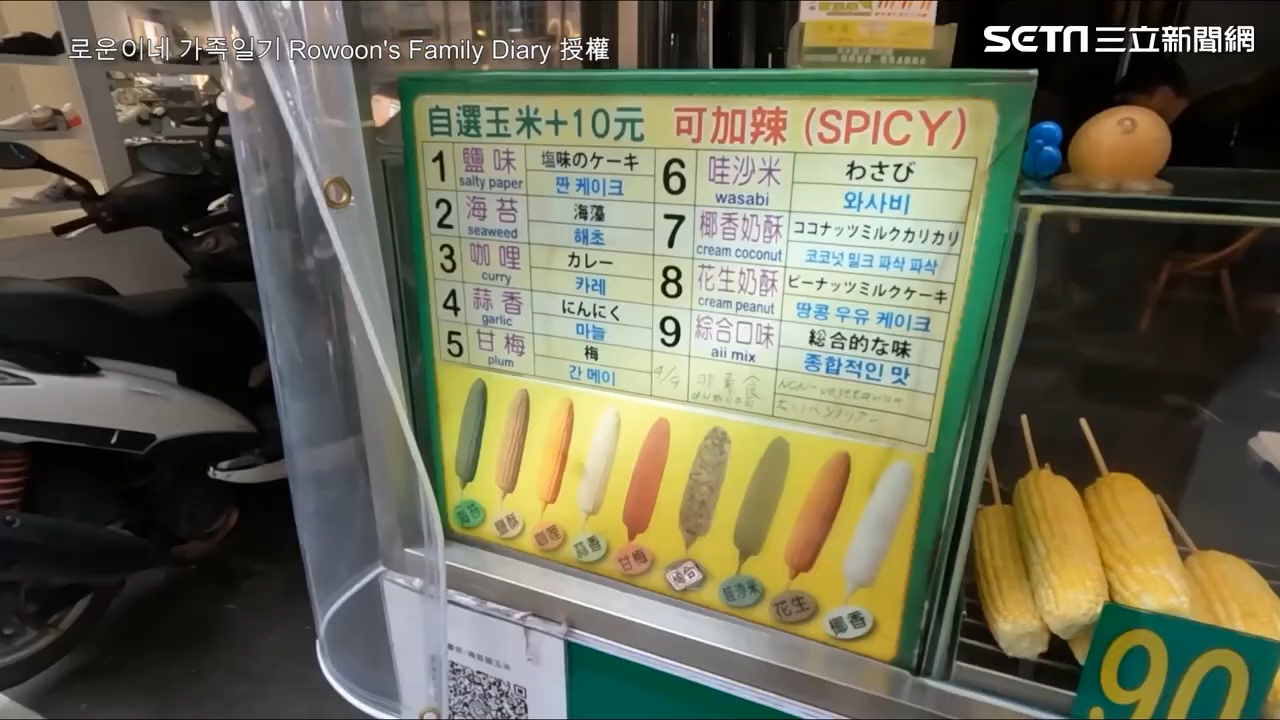 로운이네 가족일기 Rowoon's Family Diary 授權
SETN三立新聞網
自選玉米+10元 可加辣 (SPICY)
1 鹽味 salty paper 塩味のケーキ 짠 케이크
2 海苔 seaweed 海藻 해초
3 咖哩 curry カレー 카레
4 蒜香 garlic にんにく 마늘
5 甘梅 plum 梅 간 메이
6 哇沙米 wasabi わさび 와사비
7 椰香奶酥 cream coconut ココナッツミルクカリカリ 코코넛 밀크 파삭 파삭
8 花生奶酥 cream peanut ピーナッツミルクケーキ 땅콩 우유 케이크
9 綜合口味 aii mix 総合的な味 종합적인 맛
4/9 非素食 NON-vegetarian
海苔
鹽酥
咖哩
蒜香
甘梅
綜合
哇沙米
花生
椰香
90